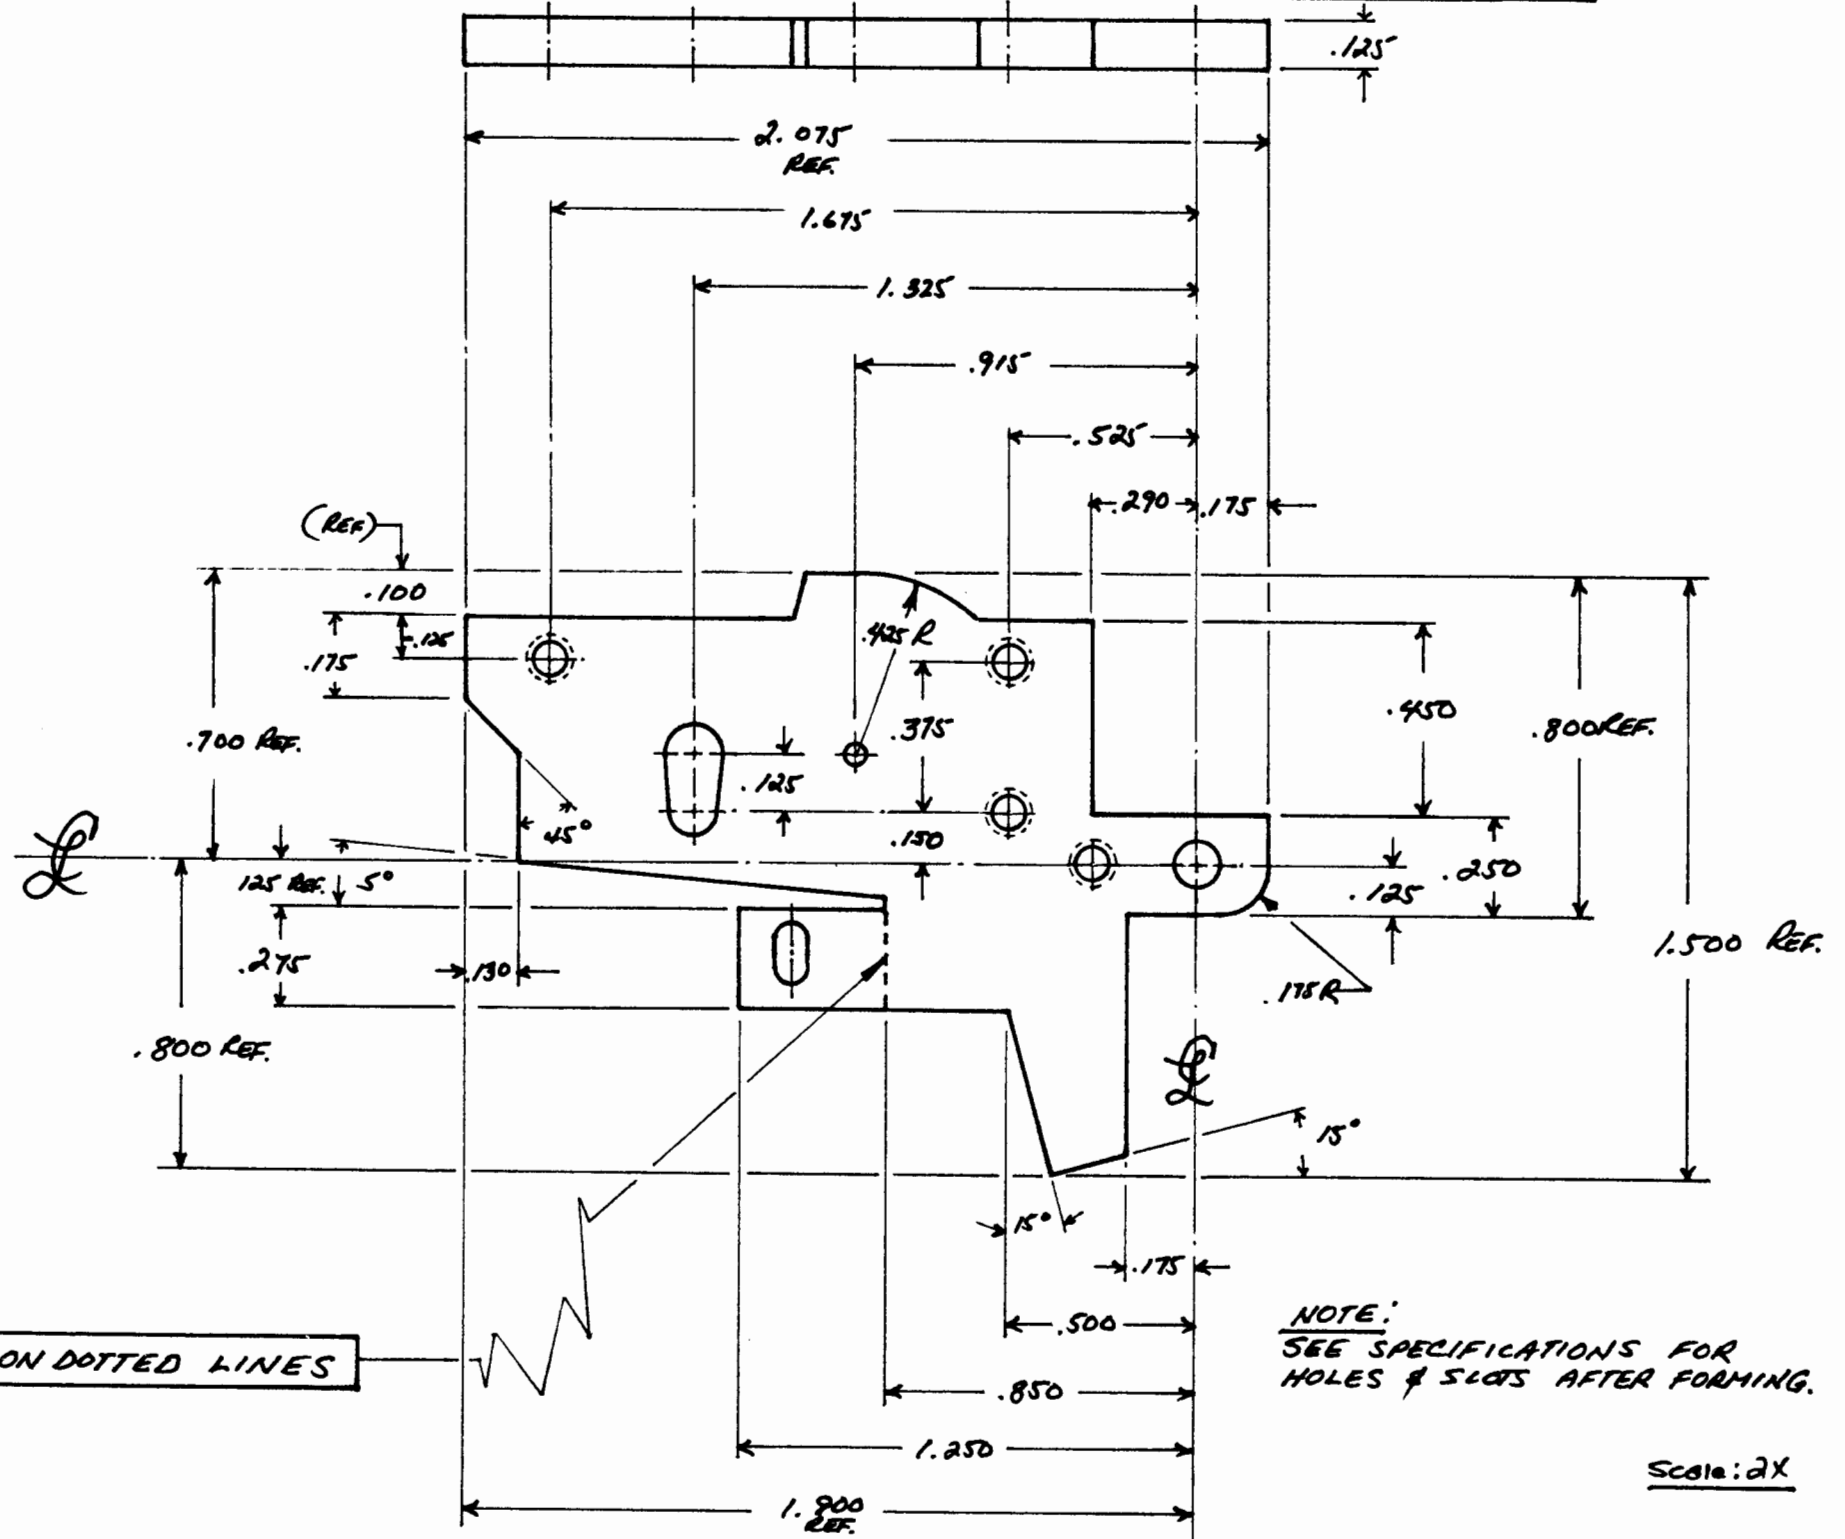 .125
2.075
REF.
1.675
1.325
.915
.525
.290
.175
(REF)
.100
.125
.175
.425 R
.375
.450
.700 REF.
.800 REF.
.125
45°
.150
℄
.125 REF.
5°
.125
.250
.275
.130
1.500 REF.
.175 R
.800 REF.
℄
15°
15°
.175
.500
NOTE:
SEE SPECIFICATIONS FOR
HOLES & SLOTS AFTER FORMING.
ON DOTTED LINES
.850
1.250
1.900
REF.
Scale: 2X